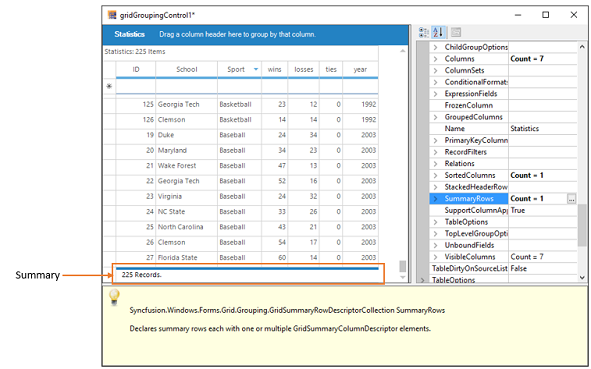 gridGroupingControl1*
Statistics Drag a column header here to group by that column.
Statistics: 225 Items
ID School Sport wins losses ties year
125 Georgia Tech Basketball 23 12 0 1992
126 Clemson Basketball 14 14 0 1992
19 Duke Baseball 24 34 0 2003
20 Maryland Baseball 34 23 0 2003
21 Wake Forest Baseball 47 13 0 2003
22 Georgia Tech Baseball 52 16 0 2003
23 Virginia Baseball 24 32 0 2003
24 NC State Baseball 33 26 0 2003
25 North Carolina Baseball 43 21 0 2003
26 Clemson Baseball 54 17 0 2003
27 Florida State Baseball 60 14 0 2003
225 Records.
Summary
ChildGroupOptions
Columns Count = 7
ColumnSets
ConditionalFormats
ExpressionFields
FrozenColumn
GroupedColumns
Name Statistics
PrimaryKeyColumn
RecordFilters
Relations
SortedColumns Count = 1
StackedHeaderRow
SummaryRows Count = 1 ...
SupportColumnApp True
TableOptions
TopLevelGroupOpti
UnboundFields
VisibleColumns Count = 7
TableDirtyOnSourceList False
TableOptions
Syncfusion.Windows.Forms.Grid.Grouping.GridSummaryRowDescriptorCollection SummaryRows
Declares summary rows each with one or multiple GridSummaryColumnDescriptor elements.